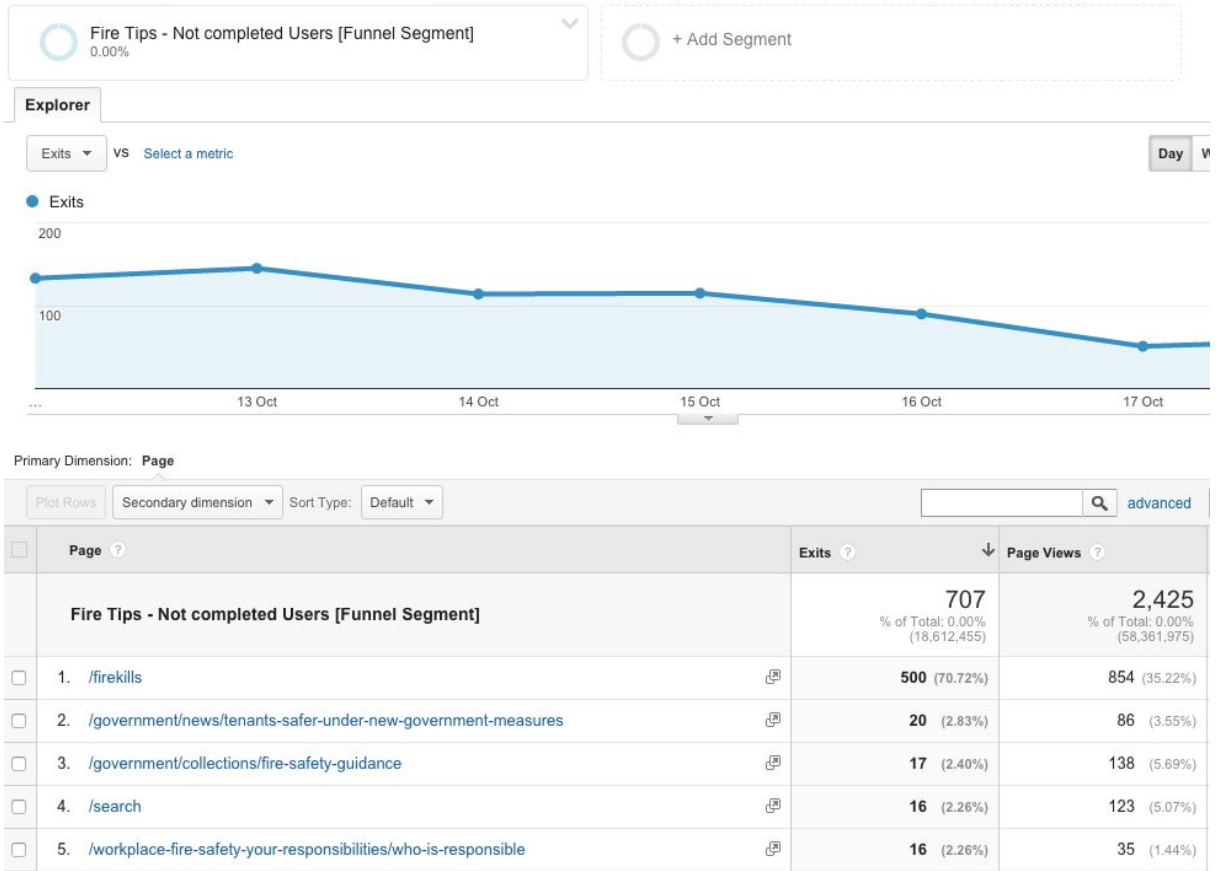 Fire Tips - Not completed Users [Funnel Segment]
0.00%
+ Add Segment
Explorer
Exits VS Select a metric
Day W
Exits
200
100
... 13 Oct 14 Oct 15 Oct 16 Oct 17 Oct
Primary Dimension: Page
Plot Rows Secondary dimension Sort Type: Default advanced
Page ? Exits ? Page Views ?
Fire Tips - Not completed Users [Funnel Segment] 707 2,425
% of Total: 0.00% % of Total: 0.00%
(18,612,455) (58,361,975)
1. /firekills 500 (70.72%) 854 (35.22%)
2. /government/news/tenants-safer-under-new-government-measures 20 (2.83%) 86 (3.55%)
3. /government/collections/fire-safety-guidance 17 (2.40%) 138 (5.69%)
4. /search 16 (2.26%) 123 (5.07%)
5. /workplace-fire-safety-your-responsibilities/who-is-responsible 16 (2.26%) 35 (1.44%)